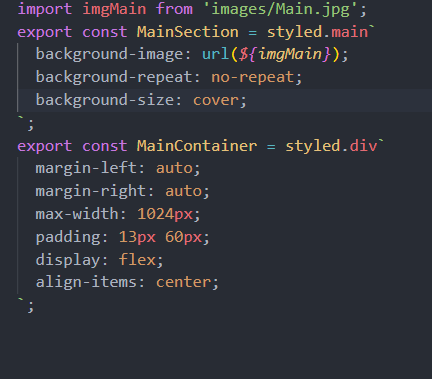 import imgMain from 'images/Main.jpg';
export const MainSection = styled.main`
background-image: url(${imgMain});
background-repeat: no-repeat;
background-size: cover;
`;
export const MainContainer = styled.div`
margin-left: auto;
margin-right: auto;
max-width: 1024px;
padding: 13px 60px;
display: flex;
align-items: center;
`;